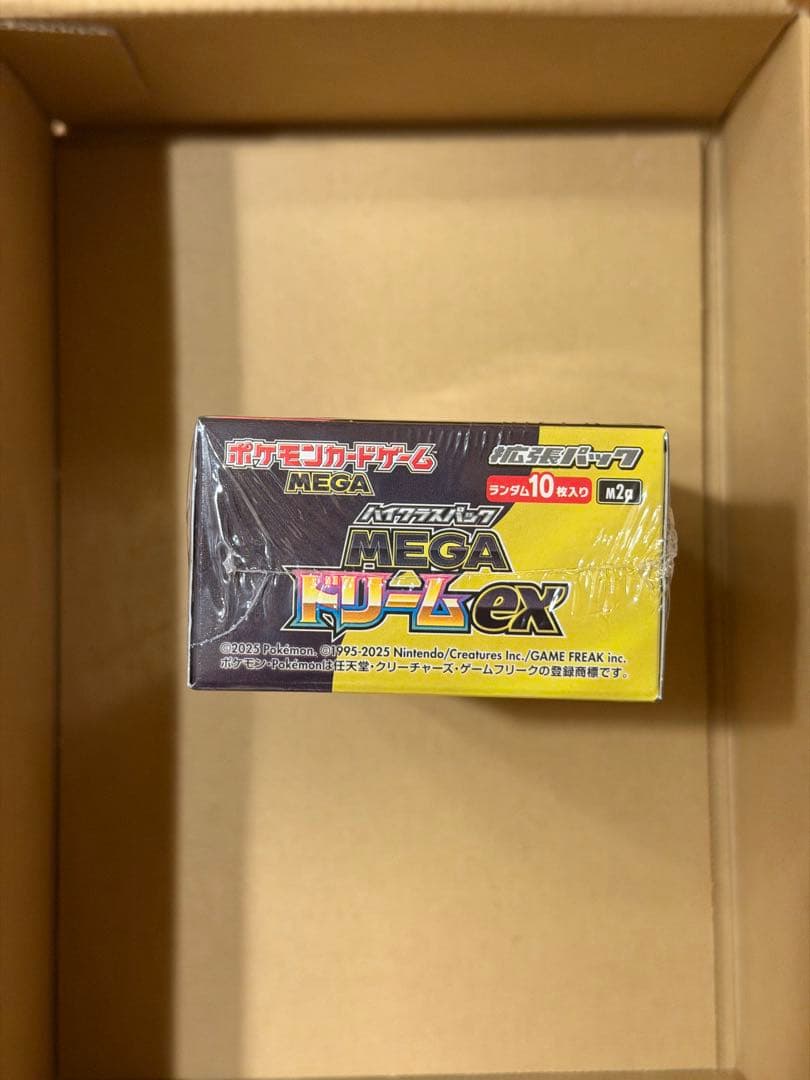 ポケモンカードゲーム
MEGA
拡張パック
ランダム10枚入り
M2a
ハイクラスパック
MEGA
ドリームex
©2025 Pokémon. ©1995-2025 Nintendo/Creatures Inc./GAME FREAK inc.
ポケモン・Pokémonは任天堂・クリーチャーズ・ゲームフリークの登録商標です。